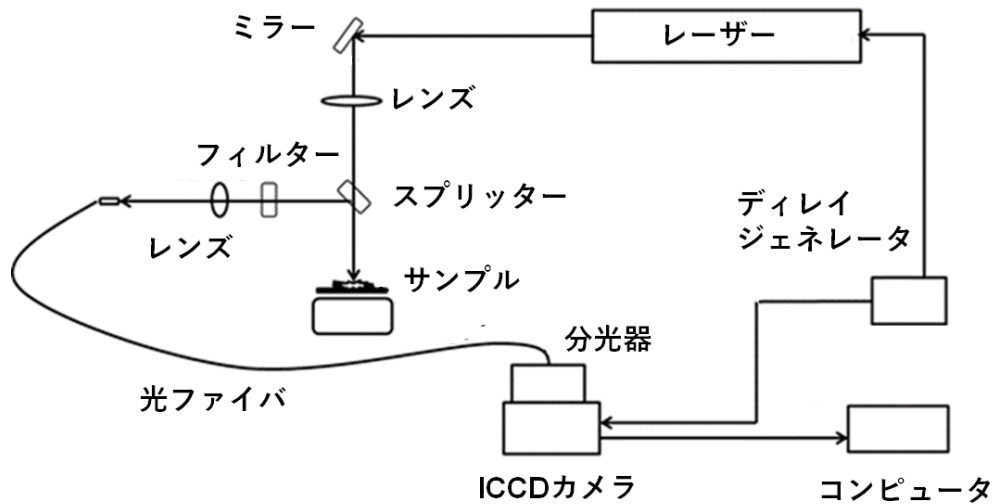 ミラー
レーザー
レンズ
フィルター
スプリッター
ディレイ
ジェネレータ
レンズ
サンプル
分光器
光ファイバ
ICCDカメラ
コンピュータ